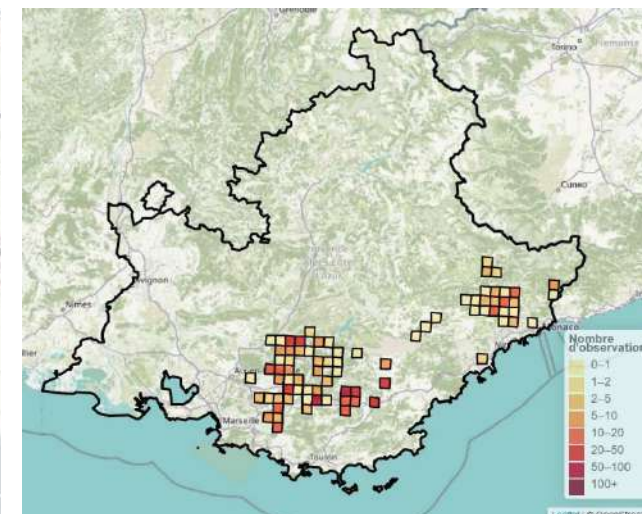 Grenoble
Torino
Piemonte
Cuneo
Avignon
Nîmes
Monaco
Marseille
Toulon
Nombre
d'observation
0–1
1–2
2–5
5–10
10–20
20–50
50–100
100+